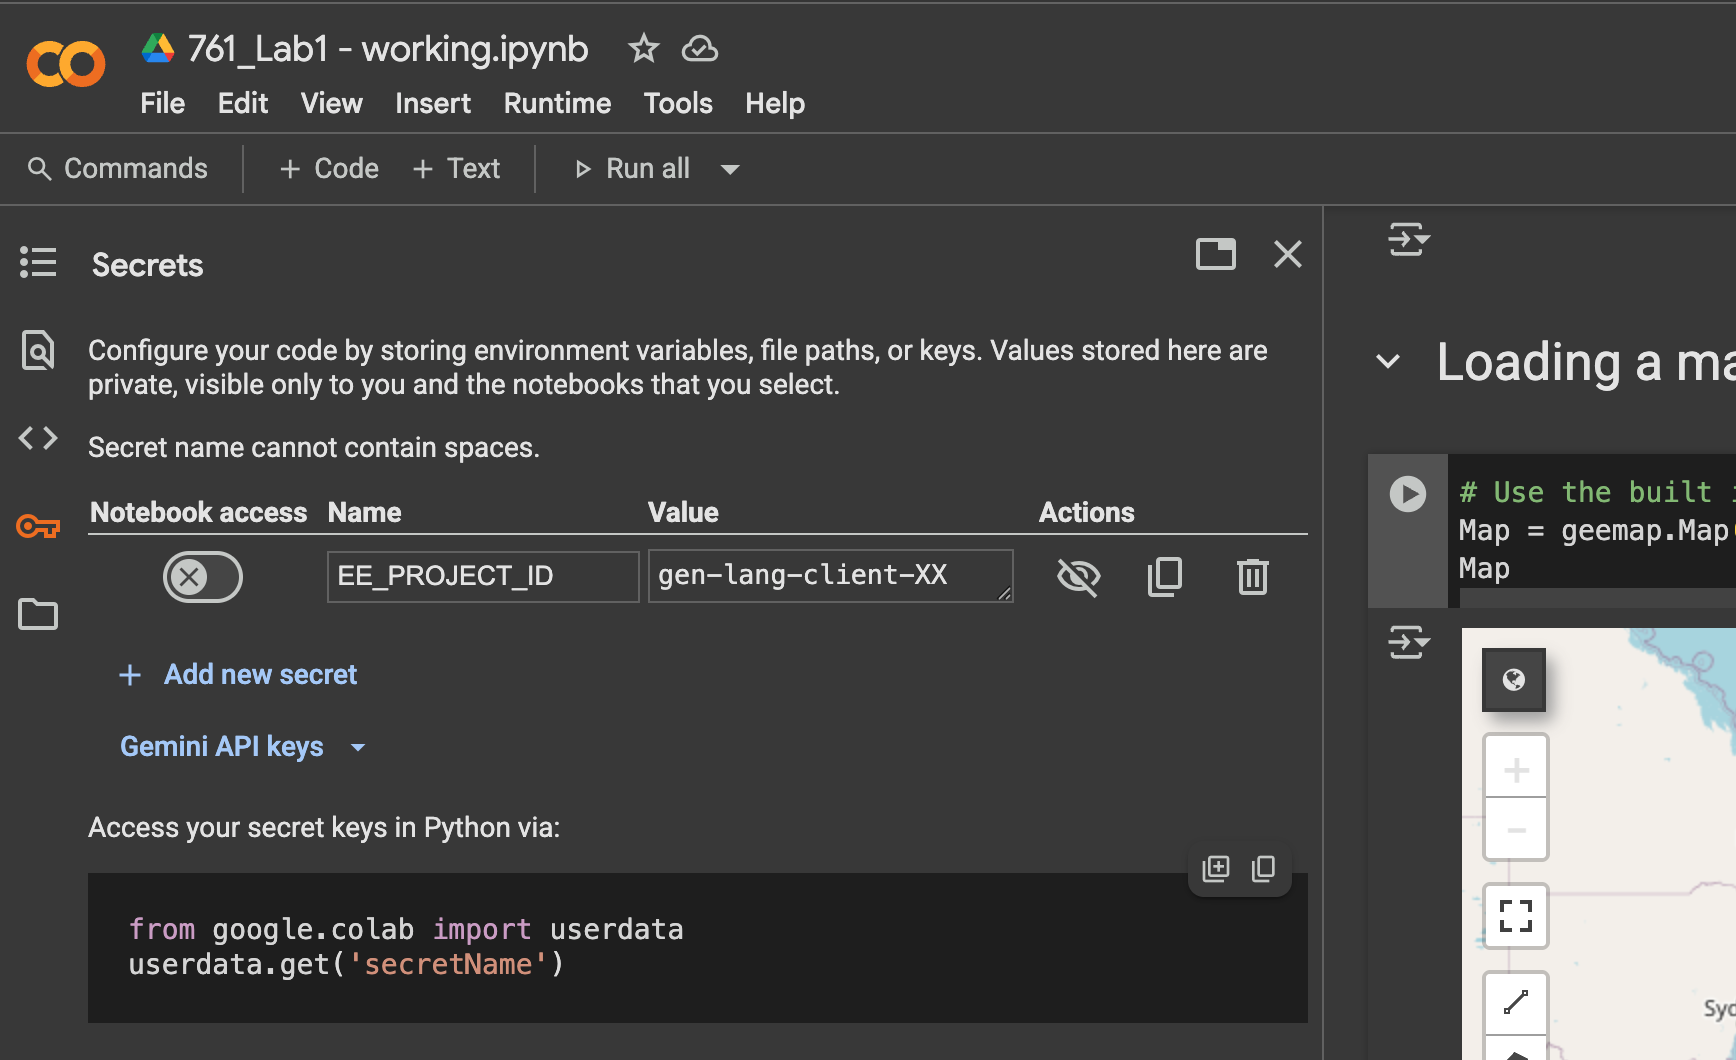 761_Lab1 - working.ipynb
File Edit View Insert Runtime Tools Help
Commands + Code + Text Run all
Secrets
Configure your code by storing environment variables, file paths, or keys. Values stored here are
private, visible only to you and the notebooks that you select.
Secret name cannot contain spaces.
Notebook access Name Value Actions
EE_PROJECT_ID gen-lang-client-XX
+ Add new secret
Gemini API keys
Access your secret keys in Python via:
from google.colab import userdata
userdata.get('secretName')
Loading a ma
# Use the built i
Map = geemap.Map(
Map
+
−
Syd